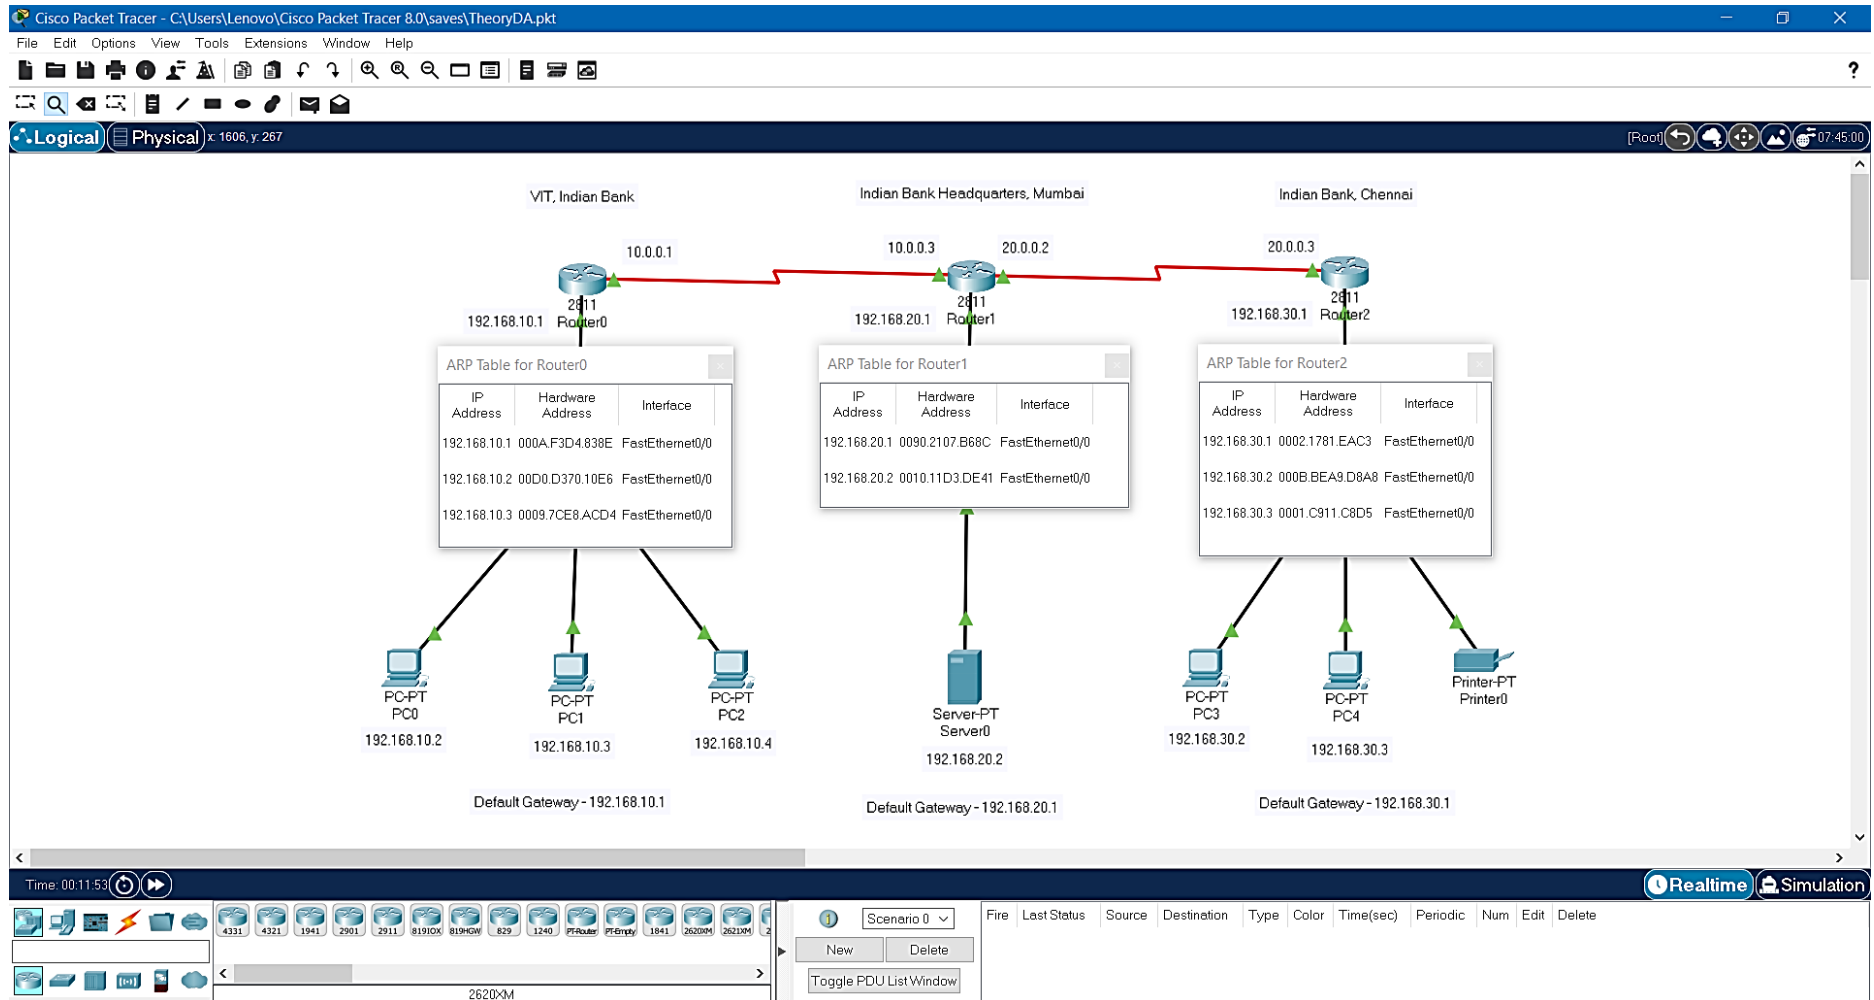 Cisco Packet Tracer - C:\Users\Lenovo\Cisco Packet Tracer 8.0\saves\TheoryDA.pkt
File Edit Options View Tools Extensions Window Help
?
Logical Physical x: 1606, y: 267 [Root] 07:45:00
VIT, Indian Bank
Indian Bank Headquarters, Mumbai
Indian Bank, Chennai
10.0.0.1
10.0.0.3 20.0.0.2
20.0.0.3
2811
Router0
192.168.10.1
2811
Router1
192.168.20.1
2811
Router2
192.168.30.1
ARP Table for Router0
IP Address Hardware Address Interface
192.168.10.1 000A.F3D4.838E FastEthernet0/0
192.168.10.2 00D0.D370.10E6 FastEthernet0/0
192.168.10.3 0009.7CE8.ACD4 FastEthernet0/0
ARP Table for Router1
IP Address Hardware Address Interface
192.168.20.1 0090.2107.B68C FastEthernet0/0
192.168.20.2 0010.11D3.DE41 FastEthernet0/0
ARP Table for Router2
IP Address Hardware Address Interface
192.168.30.1 0002.1781.EAC3 FastEthernet0/0
192.168.30.2 000B.BEA9.D8A8 FastEthernet0/0
192.168.30.3 0001.C911.C8D5 FastEthernet0/0
PC-PT
PC0
192.168.10.2
PC-PT
PC1
192.168.10.3
PC-PT
PC2
192.168.10.4
Server-PT
Server0
192.168.20.2
PC-PT
PC3
192.168.30.2
PC-PT
PC4
192.168.30.3
Printer-PT
Printer0
Default Gateway - 192.168.10.1
Default Gateway - 192.168.20.1
Default Gateway - 192.168.30.1
Time: 00:11:53 Realtime Simulation
4331 4321 1941 2901 2911 819IOX 819HGW 829 1240 PT-Router PT-Empty 1841 2620XM 2621XM 2
2620XM
1 Scenario 0
New Delete
Toggle PDU List Window
Fire Last Status Source Destination Type Color Time(sec) Periodic Num Edit Delete